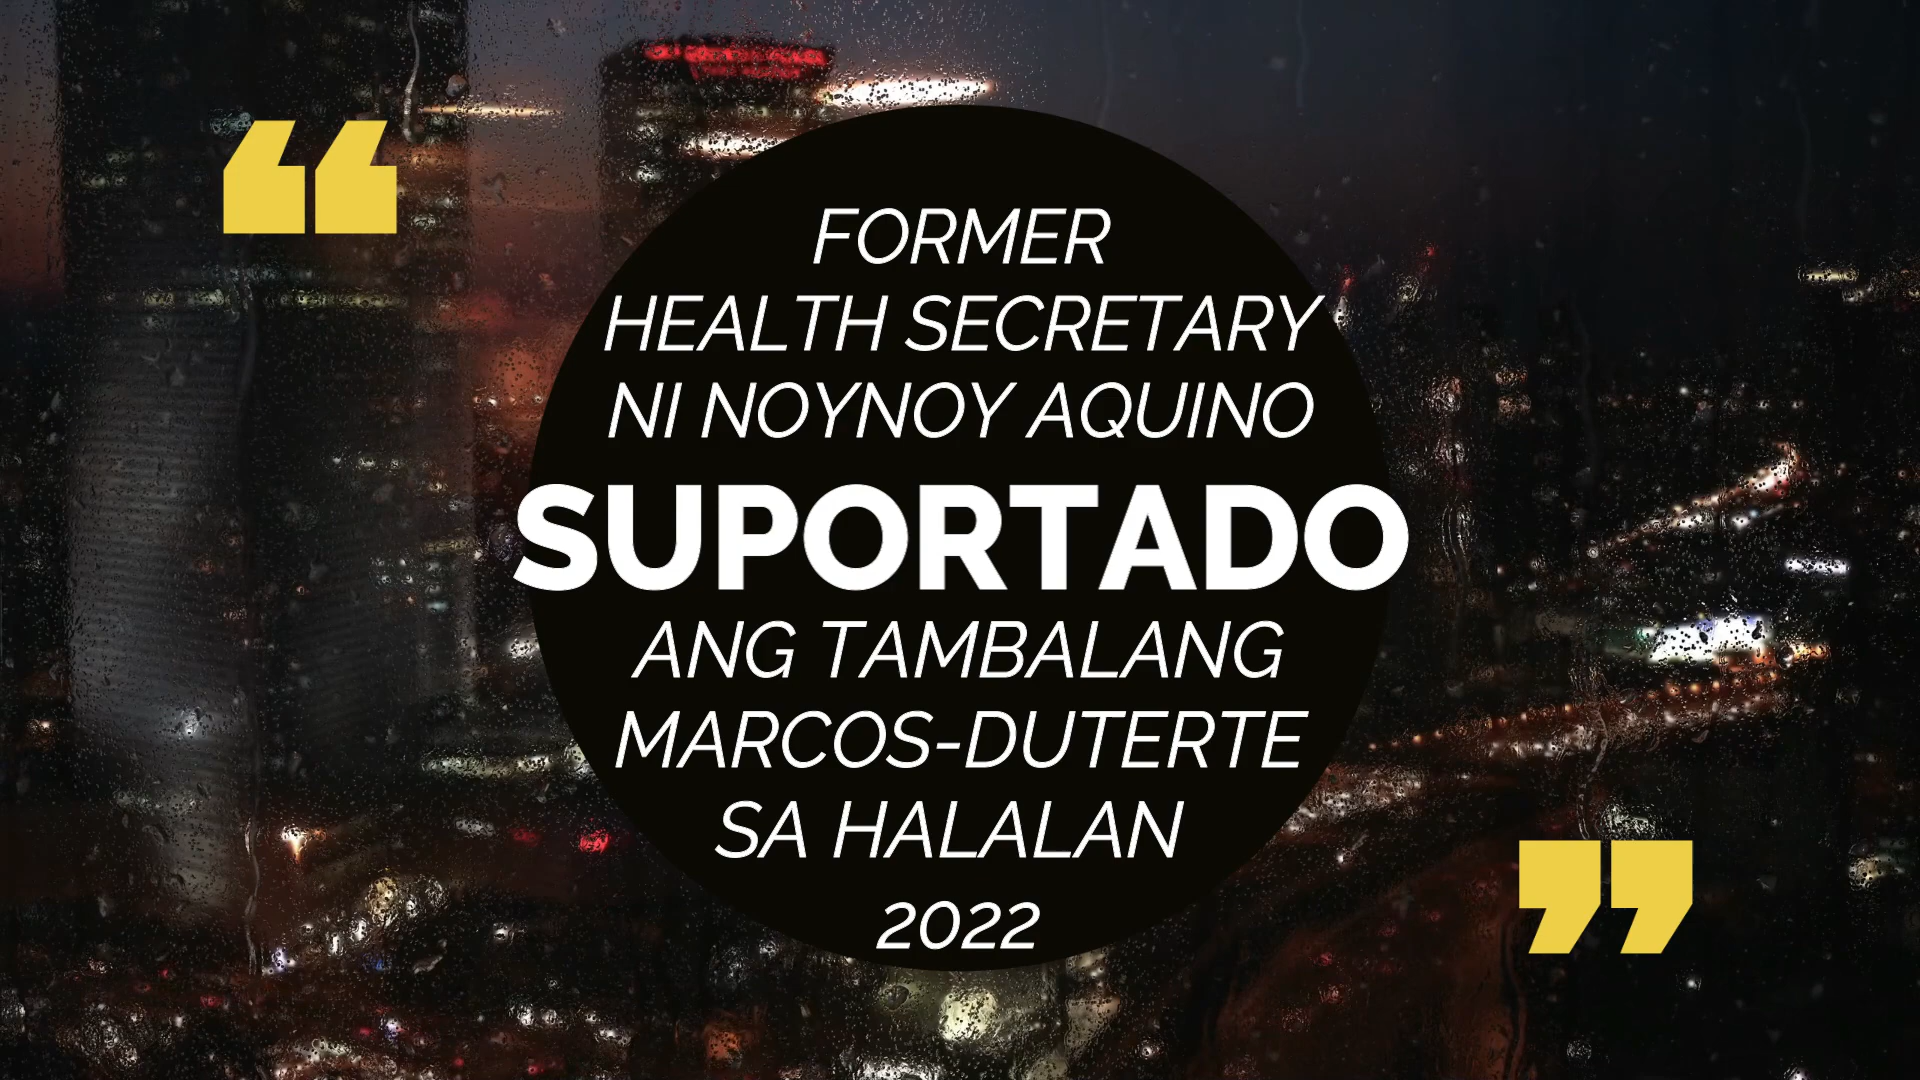 FORMER
HEALTH SECRETARY
NI NOYNOY AQUINO
SUPORTADO
ANG TAMBALANG
MARCOS-DUTERTE
SA HALALAN
2022